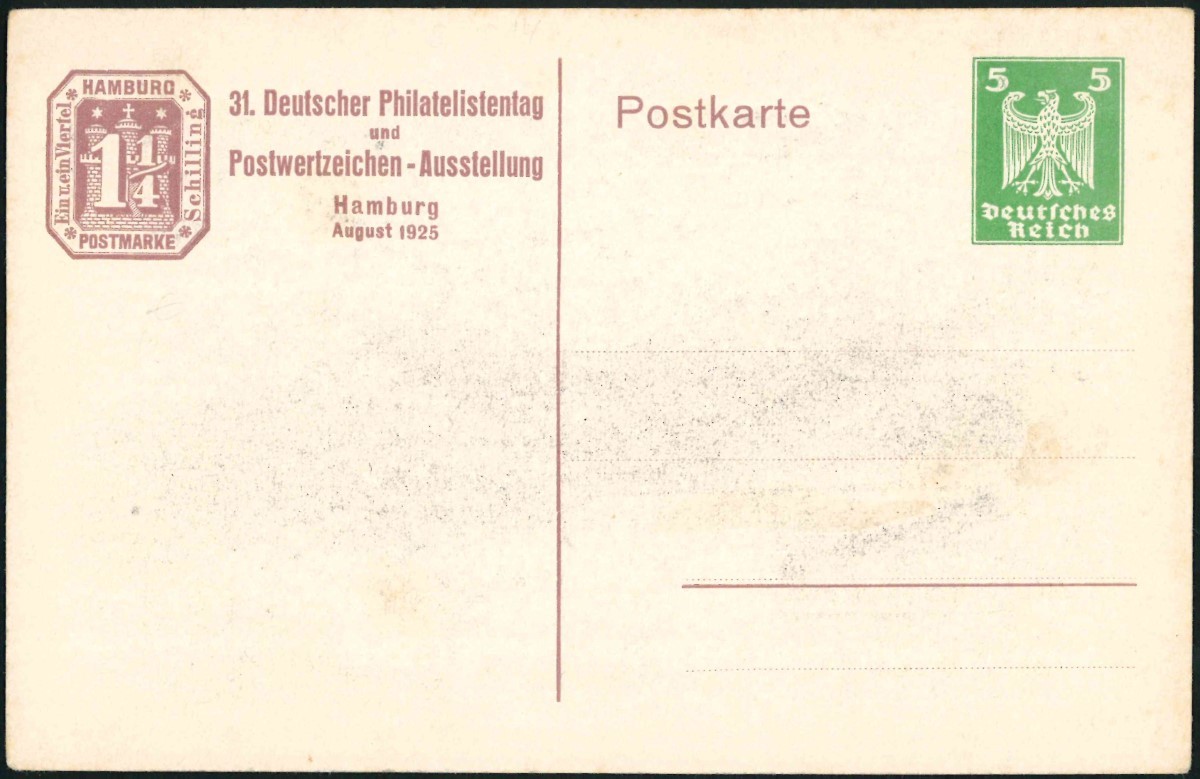 HAMBURG
Ein u. ein Viertel
Schilling
1 1/4
POSTMARKE
31. Deutscher Philatelistentag
und
Postwertzeichen-Ausstellung
Hamburg
August 1925
Postkarte
5 5
Deutsches
Reich